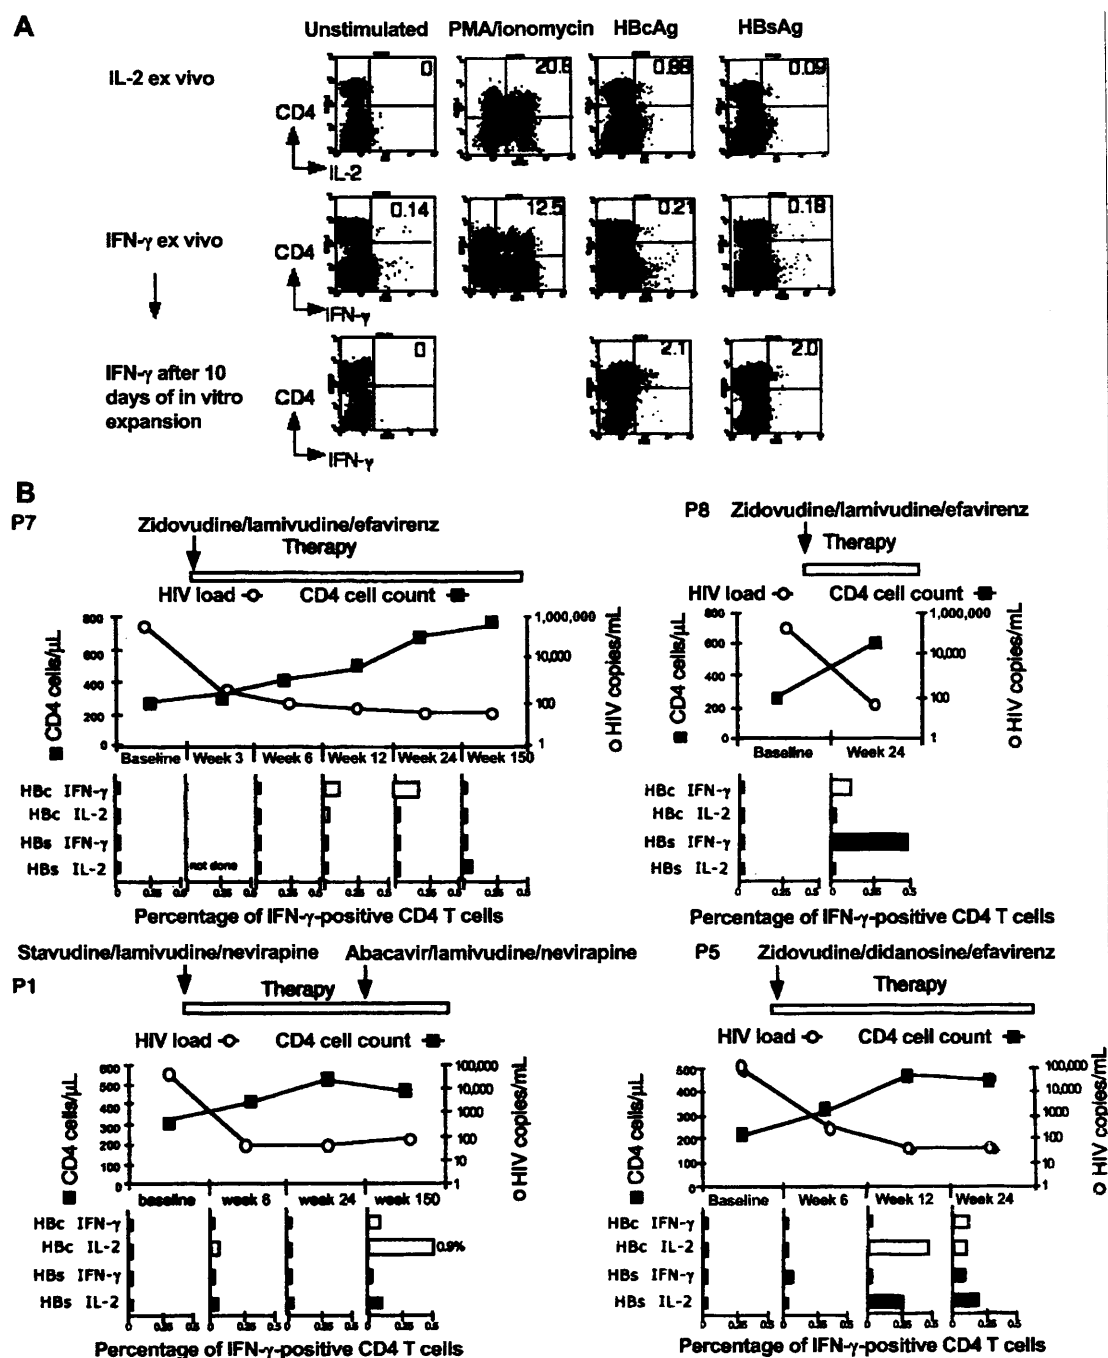 A
Unstimulated PMA/ionomycin HBcAg HBsAg
IL-2 ex vivo
0 20.6 0.88 0.09
CD4
IL-2
IFN-γ ex vivo
0.14 12.5 0.21 0.18
CD4
IFN-γ
IFN-γ after 10
days of in vitro
expansion
0 2.1 2.0
CD4
IFN-γ
B
P7
Zidovudine/lamivudine/efavirenz
Therapy
HIV load CD4 cell count
CD4 cells/µL
800
600
400
200
0
1,000,000
10,000
100
1
HIV copies/mL
Baseline Week 3 Week 6 Week 12 Week 24 Week 150
HBc IFN-γ
HBc IL-2
HBs IFN-γ
HBs IL-2
not done
Percentage of IFN-γ-positive CD4 T cells
P8 Zidovudine/lamivudine/efavirenz
Therapy
HIV load CD4 cell count
CD4 cells/µL
800
600
400
200
0
1,000,000
10,000
100
1
HIV copies/mL
Baseline Week 24
HBc IFN-γ
HBc IL-2
HBs IFN-γ
HBs IL-2
Percentage of IFN-γ-positive CD4 T cells
Stavudine/lamivudine/nevirapine Abacavir/lamivudine/nevirapine
P1
Therapy
HIV load CD4 cell count
CD4 cells/µL
600
500
400
300
200
100
0
100,000
10,000
1000
100
10
1
HIV copies/mL
baseline week 6 week 24 week 150
HBc IFN-γ
HBc IL-2 0.9%
HBs IFN-γ
HBs IL-2
Percentage of IFN-γ-positive CD4 T cells
P5 Zidovudine/didanosine/efavirenz
Therapy
HIV load CD4 cell count
CD4 cells/µL
500
400
300
200
100
0
100,000
10,000
1000
100
10
1
HIV copies/mL
Baseline Week 6 Week 12 Week 24
HBc IFN-γ
HBc IL-2
HBs IFN-γ
HBs IL-2
Percentage of IFN-γ-positive CD4 T cells